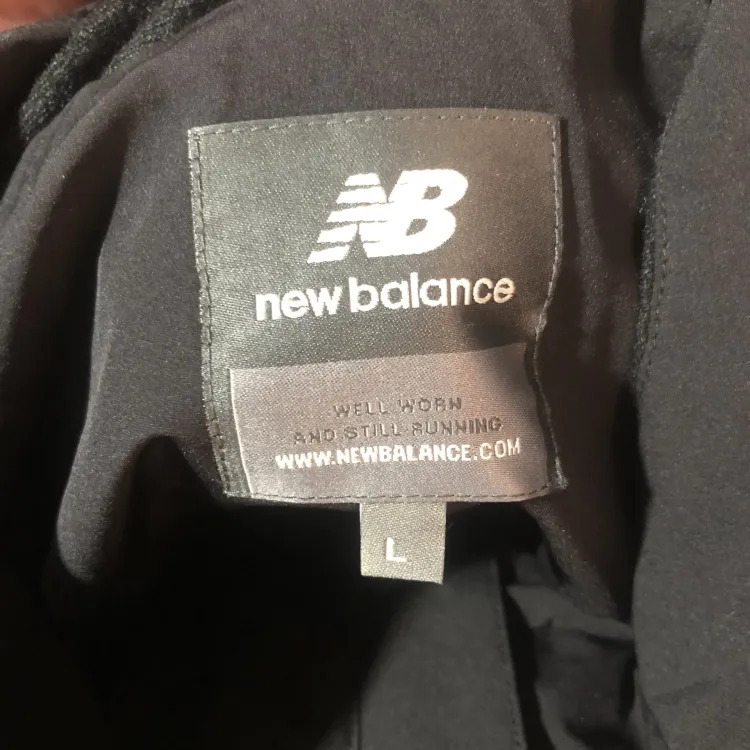 NB
new balance
WELL WORN
AND STILL RUNNING
WWW.NEWBALANCE.COM
L